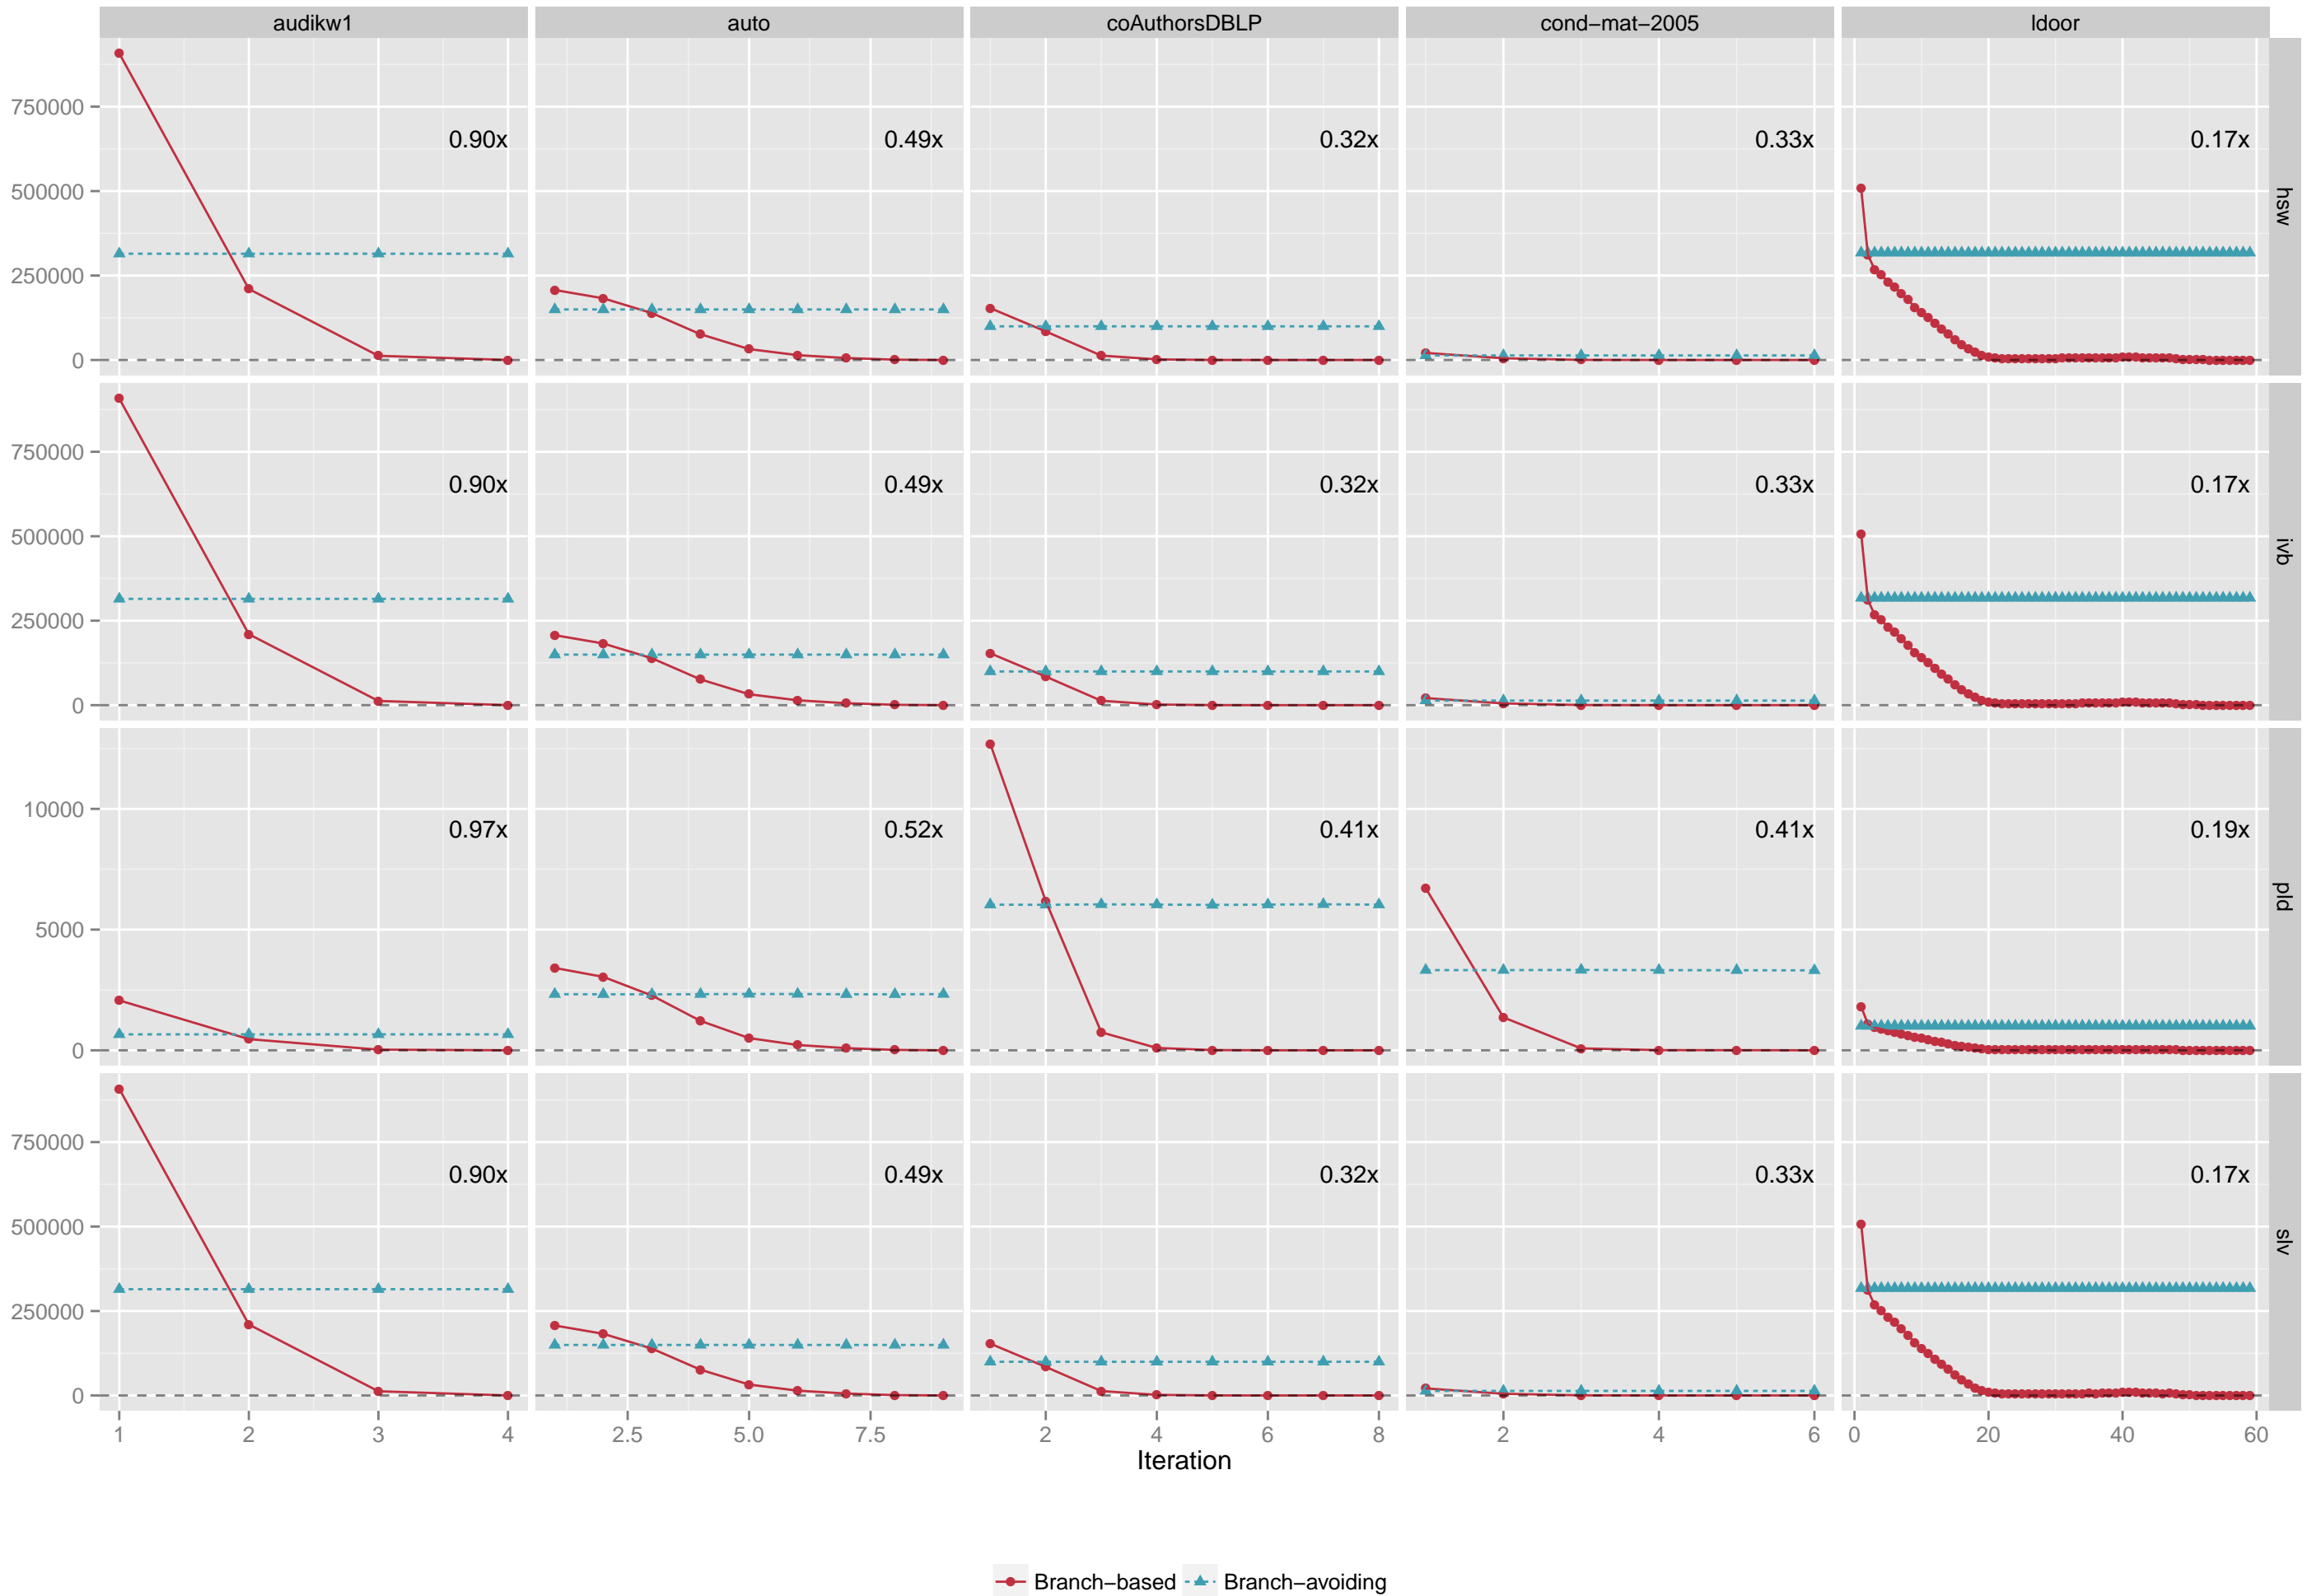 audikw1 auto coAuthorsDBLP cond−mat−2005 ldoor
750000
500000
250000
0
0.90x 0.49x 0.32x 0.33x 0.17x
hsw
750000
500000
250000
0
0.90x 0.49x 0.32x 0.33x 0.17x
ivb
10000
5000
0
0.97x 0.52x 0.41x 0.41x 0.19x
pld
750000
500000
250000
0
0.90x 0.49x 0.32x 0.33x 0.17x
slv
1 2 3 4 2.5 5.0 7.5 2 4 6 8 2 4 6 0 20 40 60
Iteration
Branch−based Branch−avoiding